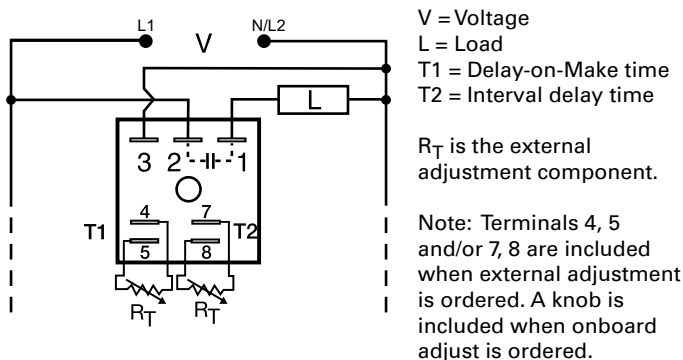 L1
V
N/L2
L
3 2 1
4
7
T1
T2
5
8
RT
RT
V = Voltage
L = Load
T1 = Delay-on-Make time
T2 = Interval delay time
RT is the external
adjustment component.
Note: Terminals 4, 5
and/or 7, 8 are included
when external adjustment
is ordered. A knob is
included when onboard
adjust is ordered.